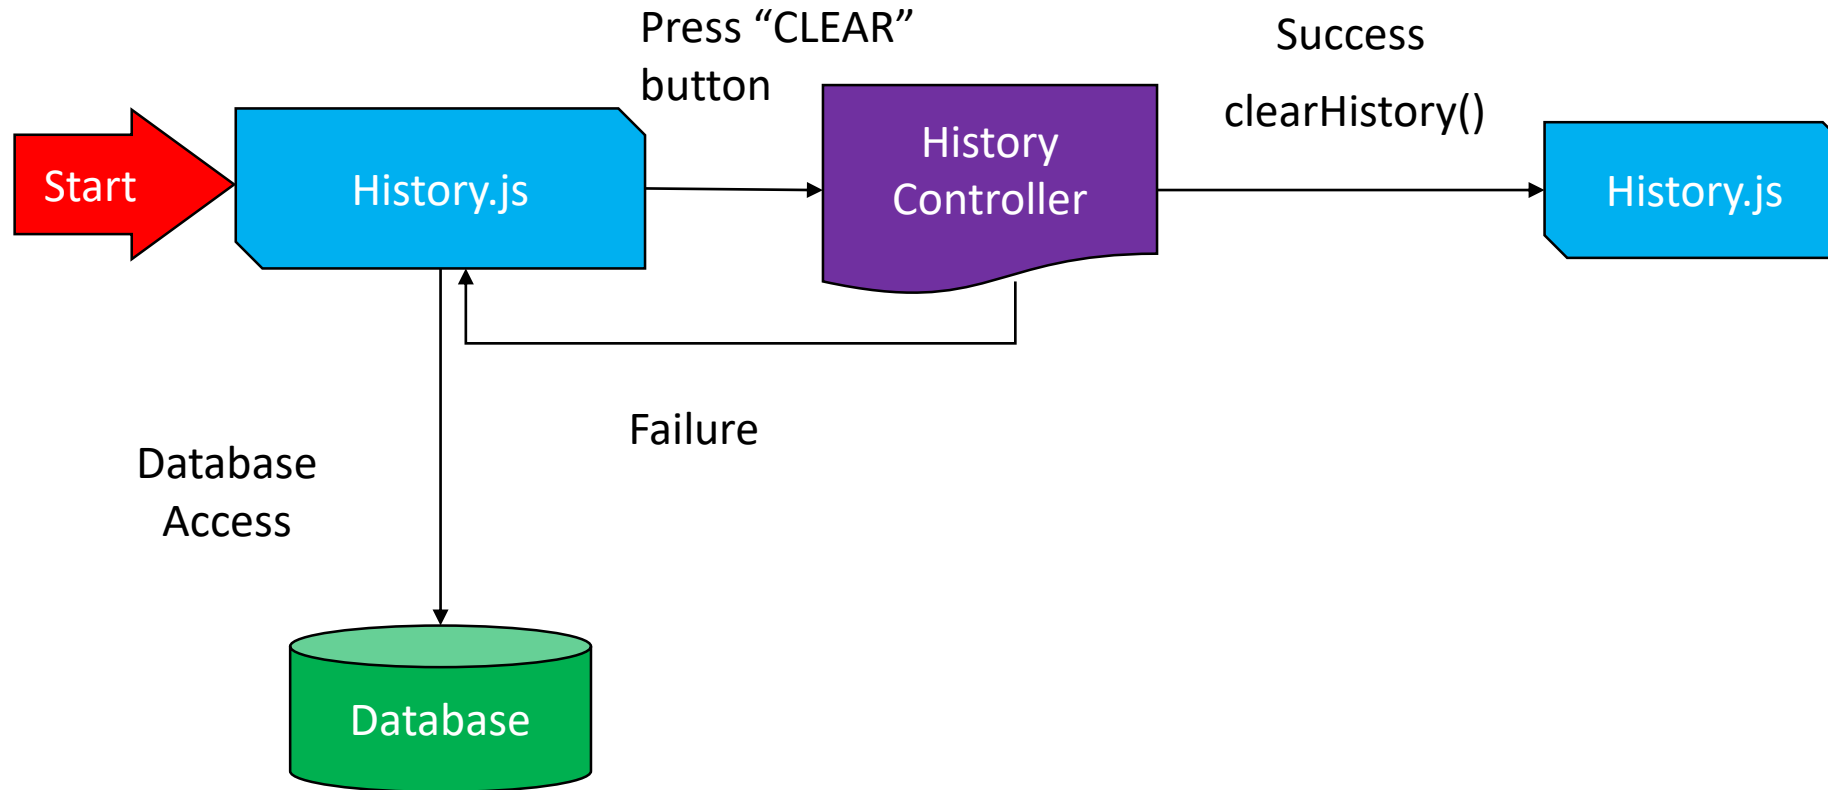 Press “CLEAR”
button
Success
clearHistory()
Start
History.js
History
Controller
History.js
Failure
Database
Access
Database